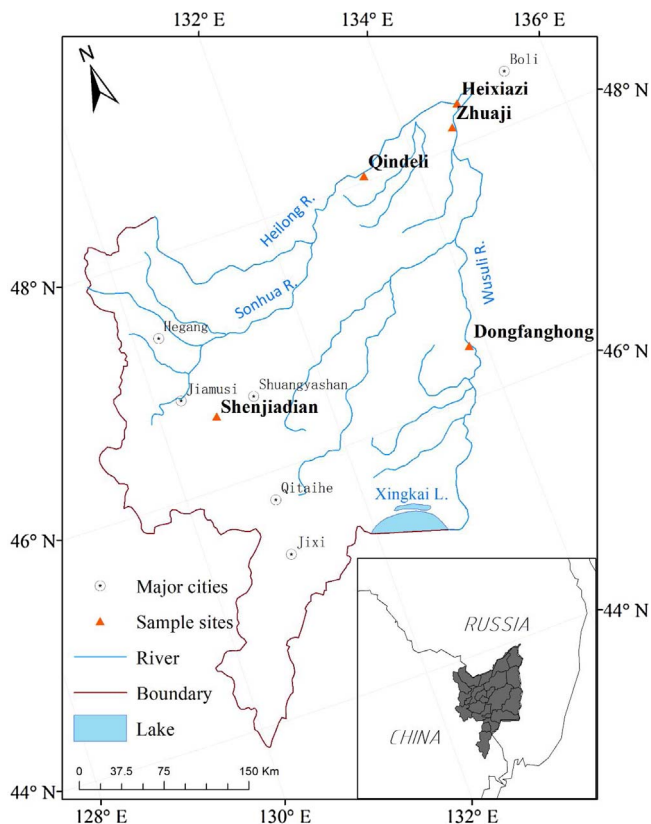 132° E
134° E
136° E
N
Boli
48° N
Heixiazi
Zhuaji
Qindeli
Heilong R.
Wusuli R.
48° N
Sonhua R.
Hegang
Dongfanghong
46° N
Jiamusi
Shuangyashan
Shenjiadian
Qitaihe
Xingkai L.
46° N
Jixi
Major cities
Sample sites
River
Boundary
Lake
RUSSIA
44° N
CHINA
0 37.5 75 150 Km
44° N
128° E
130° E
132° E